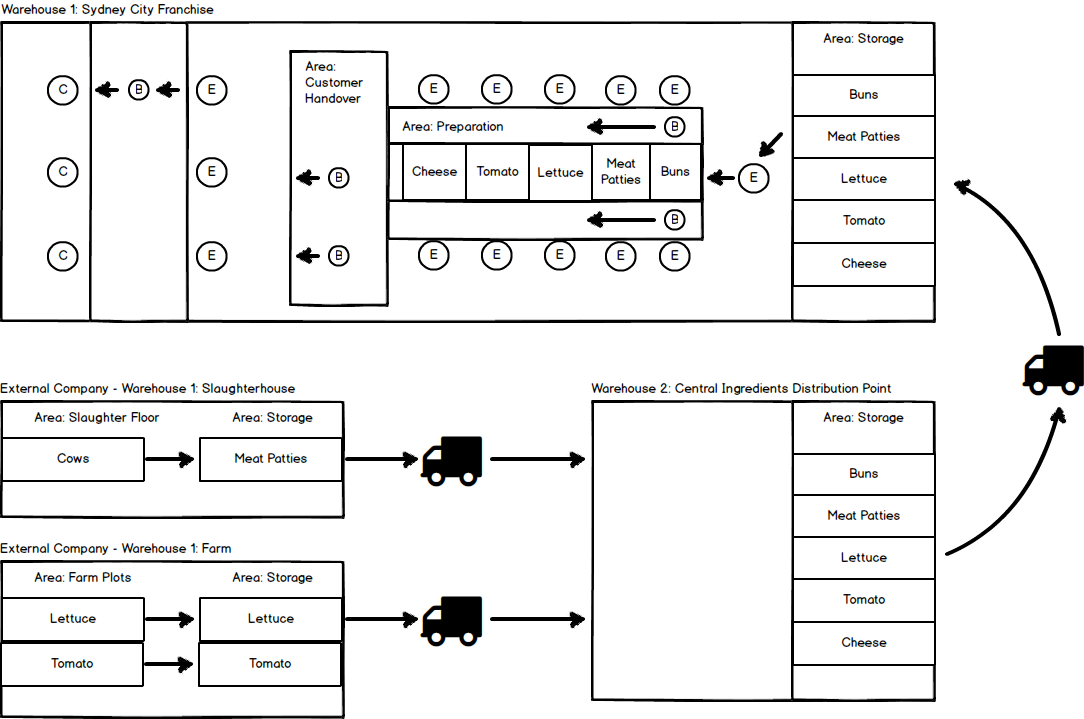 Warehouse 1: Sydney City Franchise
Area: Storage
Area:
Customer
Handover
C
B
E
E
E
E
E
E
Buns
Area: Preparation
B
Meat Patties
C
E
B
Cheese
Tomato
Lettuce
Meat
Patties
Buns
E
Lettuce
B
Tomato
C
E
B
E
E
E
E
E
Cheese
External Company - Warehouse 1: Slaughterhouse
Area: Slaughter Floor
Area: Storage
Cows
Meat Patties
External Company - Warehouse 1: Farm
Area: Farm Plots
Area: Storage
Lettuce
Lettuce
Tomato
Tomato
Warehouse 2: Central Ingredients Distribution Point
Area: Storage
Buns
Meat Patties
Lettuce
Tomato
Cheese